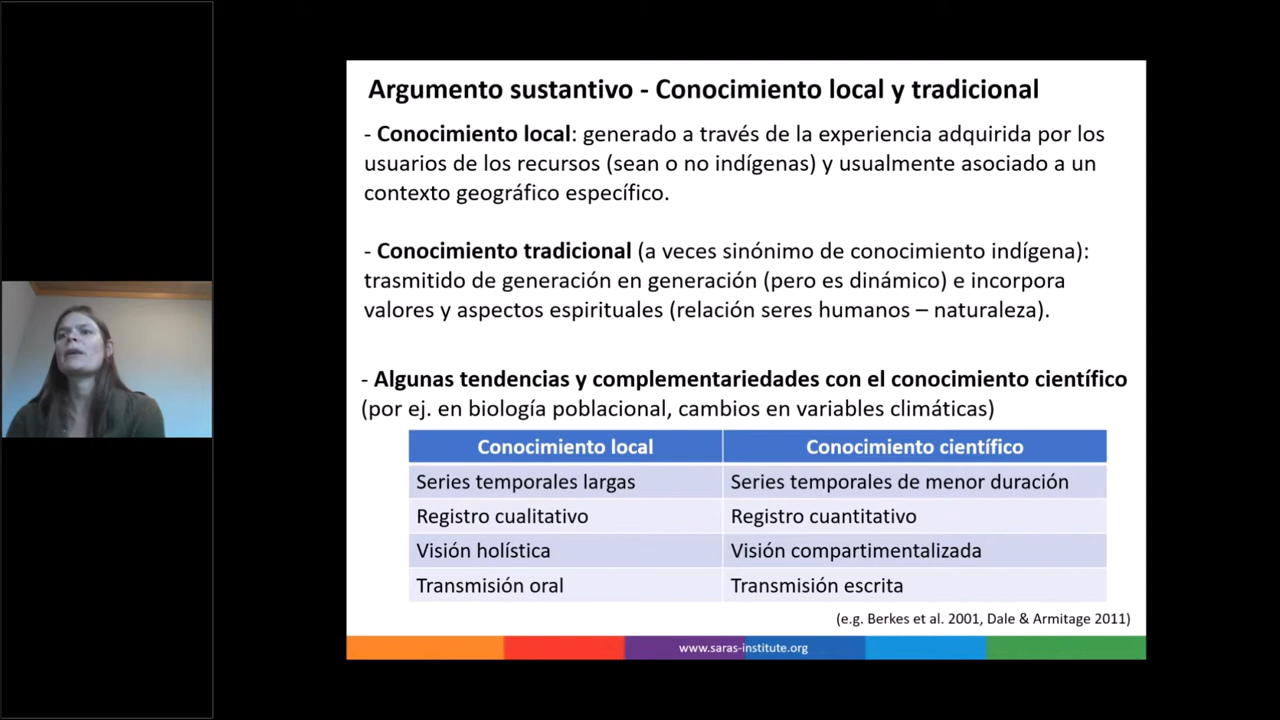 Argumento sustantivo - Conocimiento local y tradicional
- Conocimiento local: generado a través de la experiencia adquirida por los
usuarios de los recursos (sean o no indígenas) y usualmente asociado a un
contexto geográfico específico.
- Conocimiento tradicional (a veces sinónimo de conocimiento indígena):
trasmitido de generación en generación (pero es dinámico) e incorpora
valores y aspectos espirituales (relación seres humanos – naturaleza).
- Algunas tendencias y complementariedades con el conocimiento científico
(por ej. en biología poblacional, cambios en variables climáticas)
Conocimiento local Conocimiento científico
Series temporales largas Series temporales de menor duración
Registro cualitativo Registro cuantitativo
Visión holística Visión compartimentalizada
Transmisión oral Transmisión escrita
(e.g. Berkes et al. 2001, Dale & Armitage 2011)
www.saras-institute.org